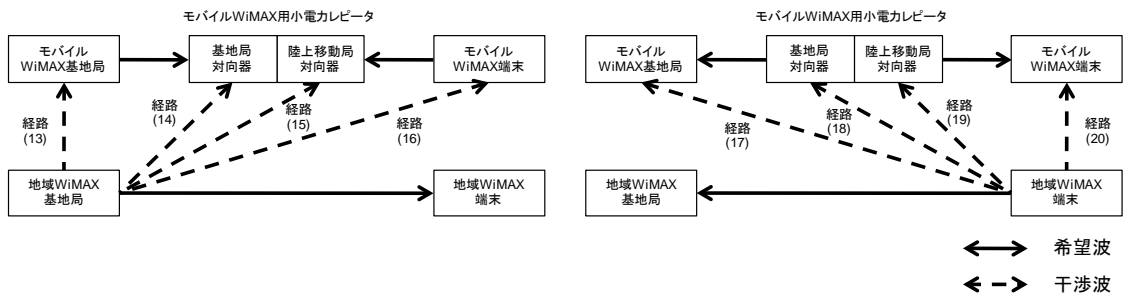 モバイルWiMAX用小電力レピータ
モバイル
WiMAX基地局
基地局
対向器
陸上移動局
対向器
モバイル
WiMAX端末
経路
(13)
経路
(14)
経路
(15)
経路
(16)
地域WiMAX
基地局
地域WiMAX
端末
モバイルWiMAX用小電力レピータ
モバイル
WiMAX基地局
基地局
対向器
陸上移動局
対向器
モバイル
WiMAX端末
経路
(17)
経路
(18)
経路
(19)
経路
(20)
地域WiMAX
基地局
地域WiMAX
端末
希望波
干渉波